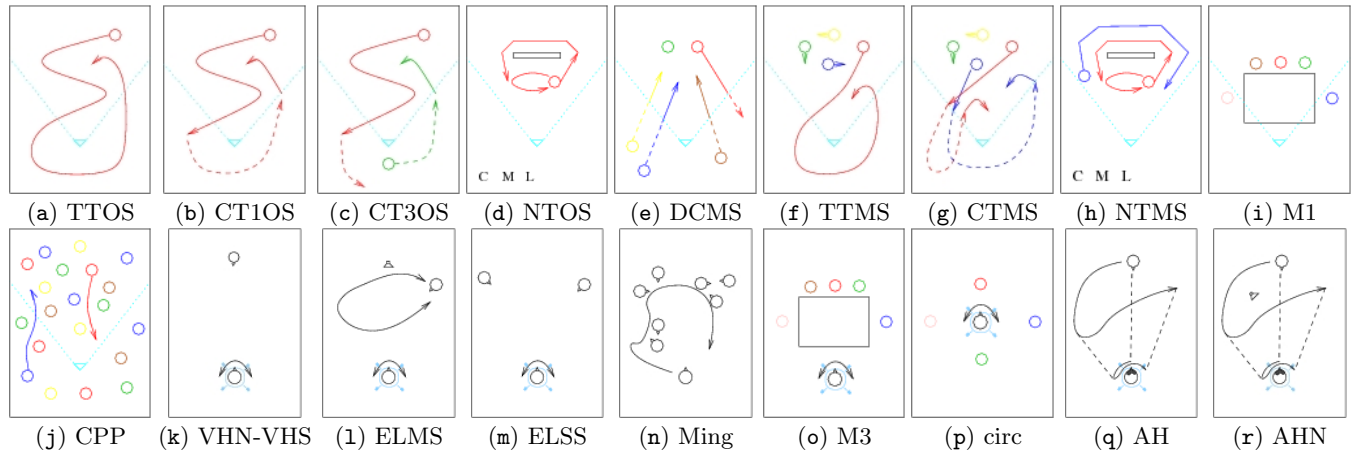 C M L
C M L
(a) TTOS (b) CT1OS (c) CT3OS (d) NTOS (e) DCMS (f) TTMS (g) CTMS (h) NTMS (i) M1
(j) CPP (k) VHN-VHS (l) ELMS (m) ELSS (n) Ming (o) M3 (p) circ (q) AH (r) AHN